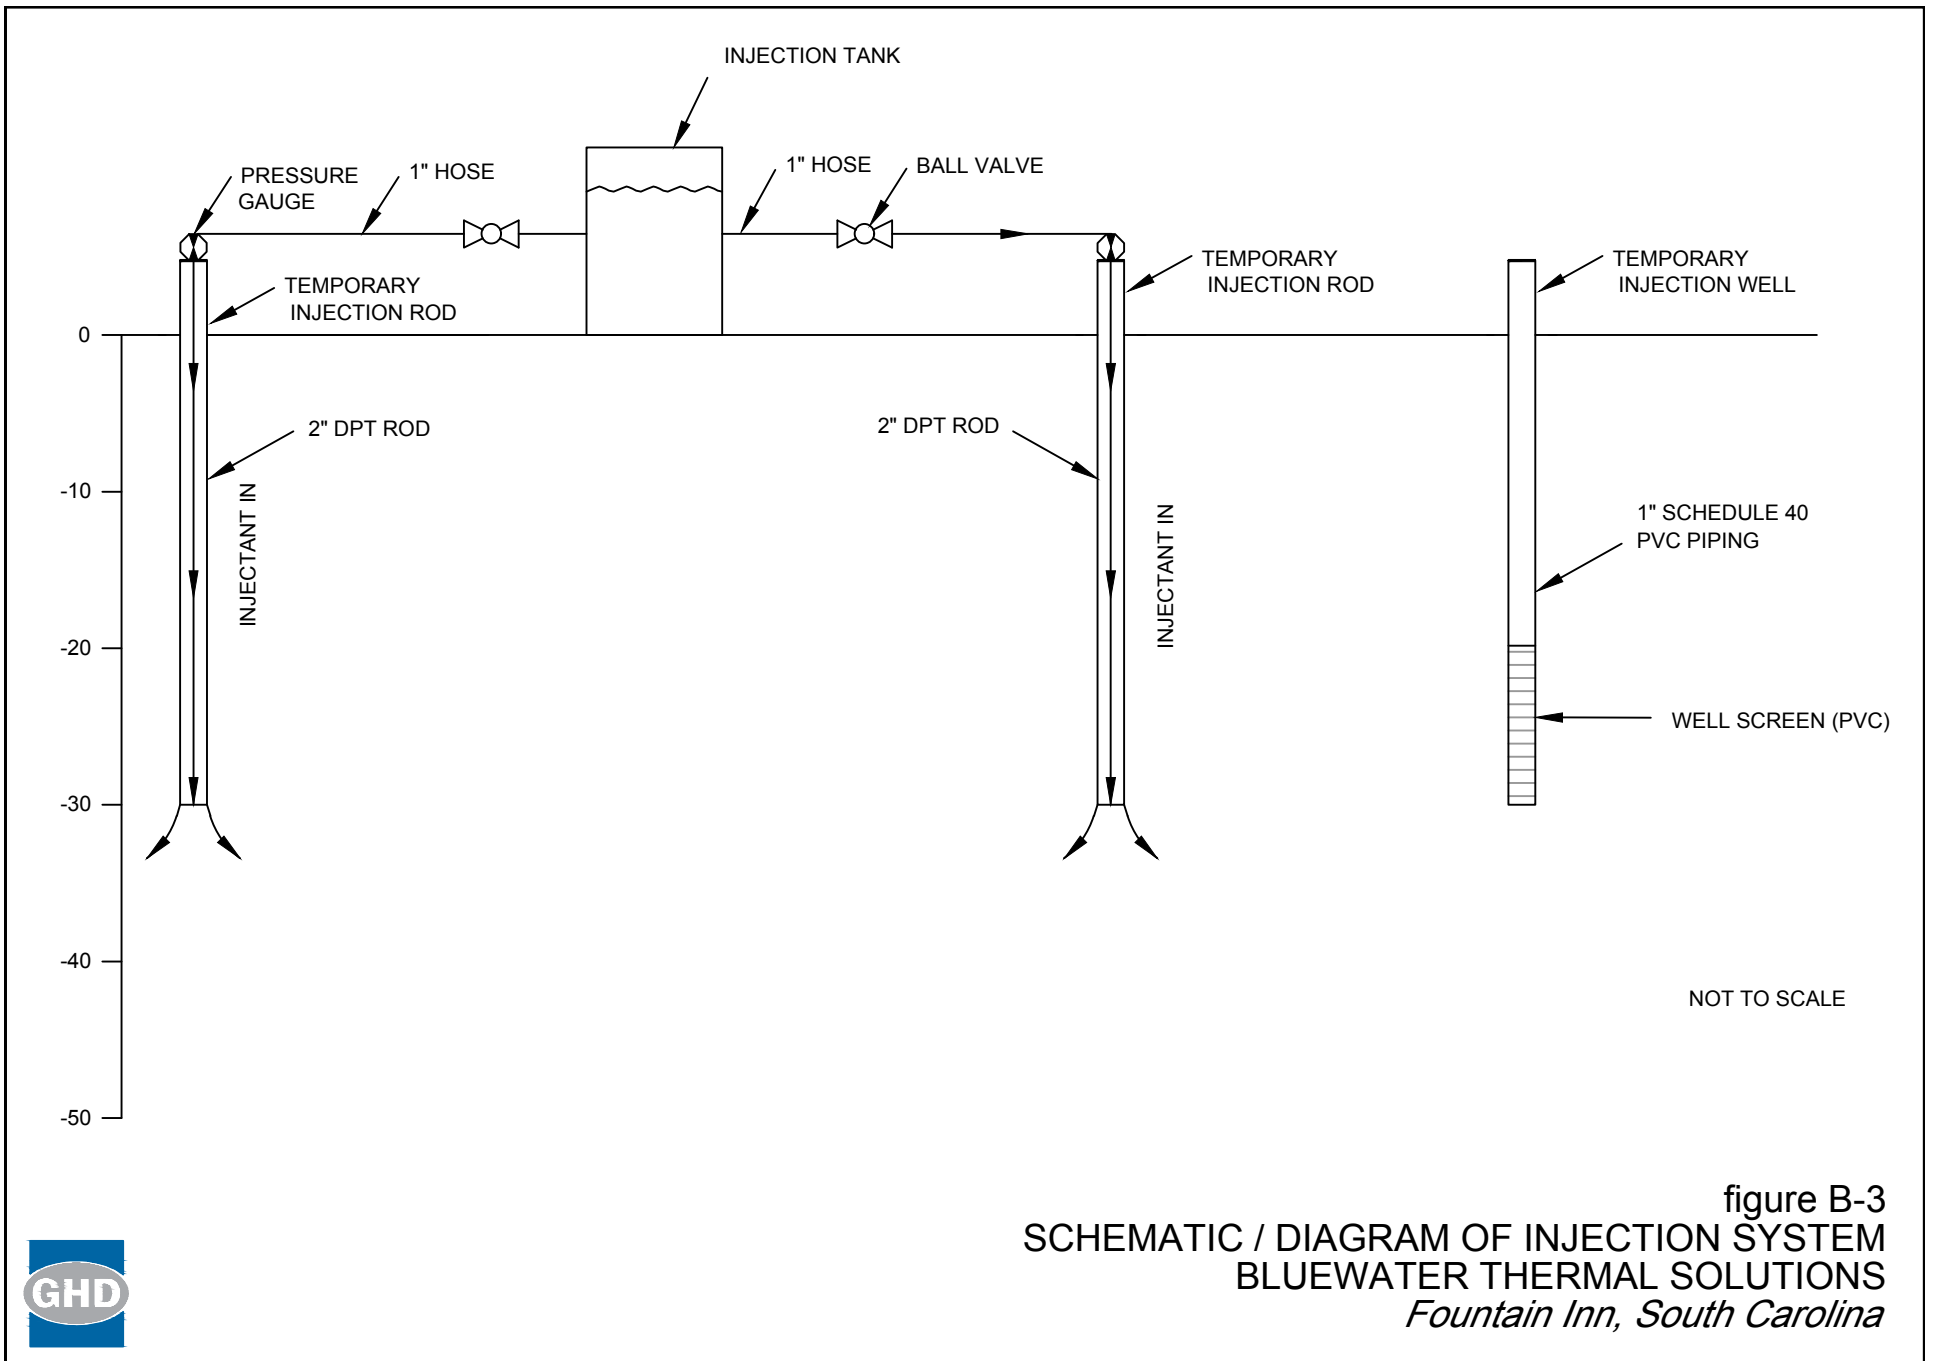 INJECTION TANK
PRESSURE
GAUGE
1" HOSE
1" HOSE
BALL VALVE
TEMPORARY
INJECTION ROD
TEMPORARY
INJECTION ROD
TEMPORARY
INJECTION WELL
0
2" DPT ROD
2" DPT ROD
-10
INJECTANT IN
INJECTANT IN
1" SCHEDULE 40
PVC PIPING
-20
WELL SCREEN (PVC)
-30
-40
NOT TO SCALE
-50
figure B-3
SCHEMATIC / DIAGRAM OF INJECTION SYSTEM
BLUEWATER THERMAL SOLUTIONS
Fountain Inn, South Carolina
GHD